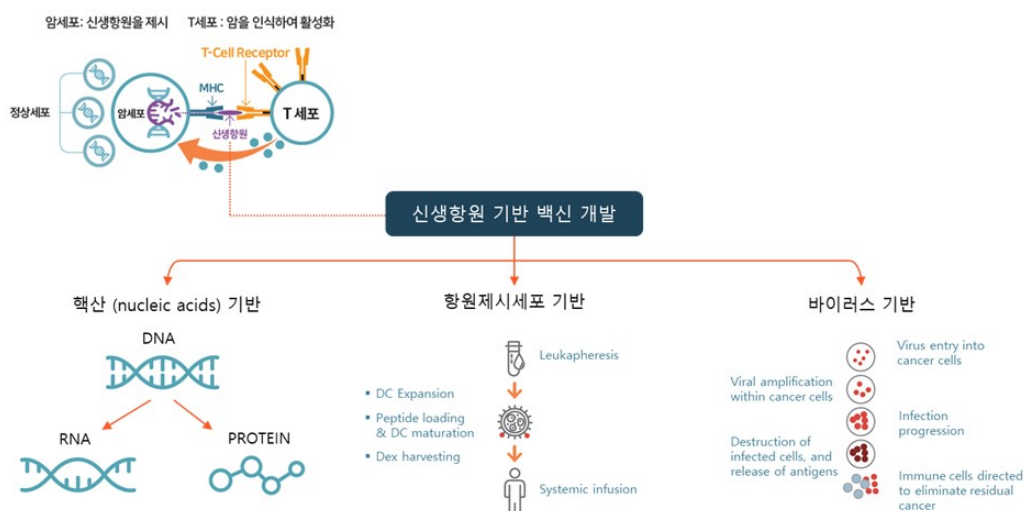 암세포: 신생항원을 제시
T세포 : 암을 인식하여 활성화
T-Cell Receptor
MHC
정상세포
암세포
T 세포
신생항원
신생항원 기반 백신 개발
핵산 (nucleic acids) 기반
DNA
RNA
PROTEIN
항원제시세포 기반
Leukapheresis
▪ DC Expansion
▪ Peptide loading
& DC maturation
▪ Dex harvesting
Systemic infusion
바이러스 기반
Virus entry into
cancer cells
Viral amplification
within cancer cells
Infection
progression
Destruction of
infected cells, and
release of antigens
Immune cells directed
to eliminate residual
cancer